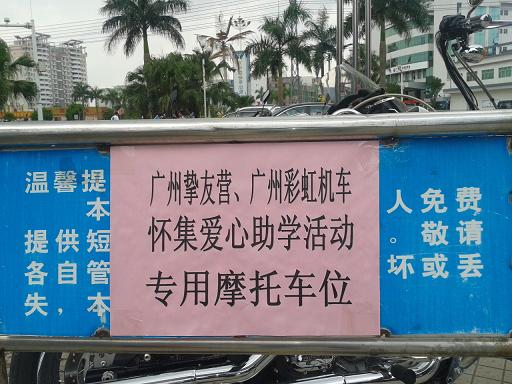 广州挚友营、广州彩虹机车
怀集爱心助学活动
专用摩托车位
温馨提
本
提供短
各自管
失，本
人免费
。敬请
坏或丢